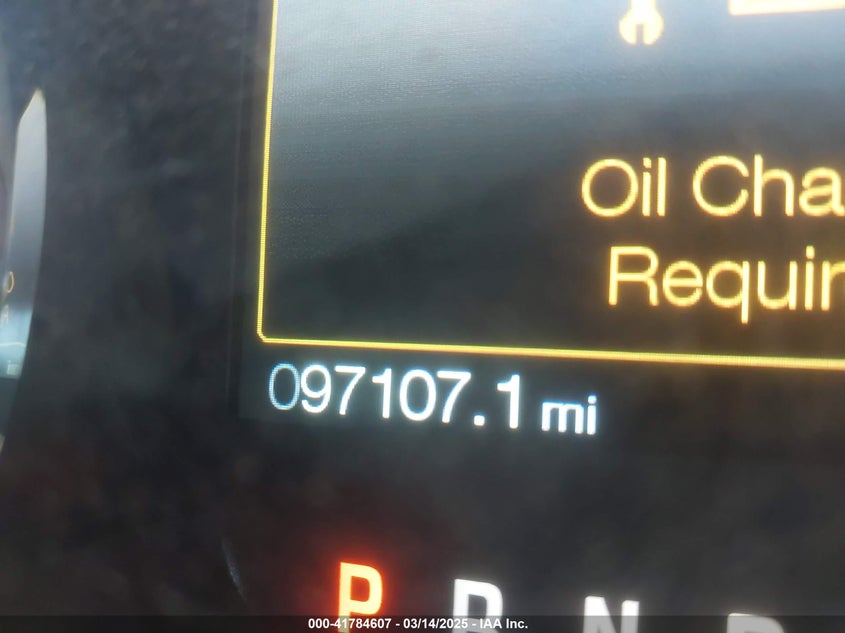 Oil Cha
Requir
097107.1 mi
P R N
000-41784607 - 03/14/2025 - IAA Inc.